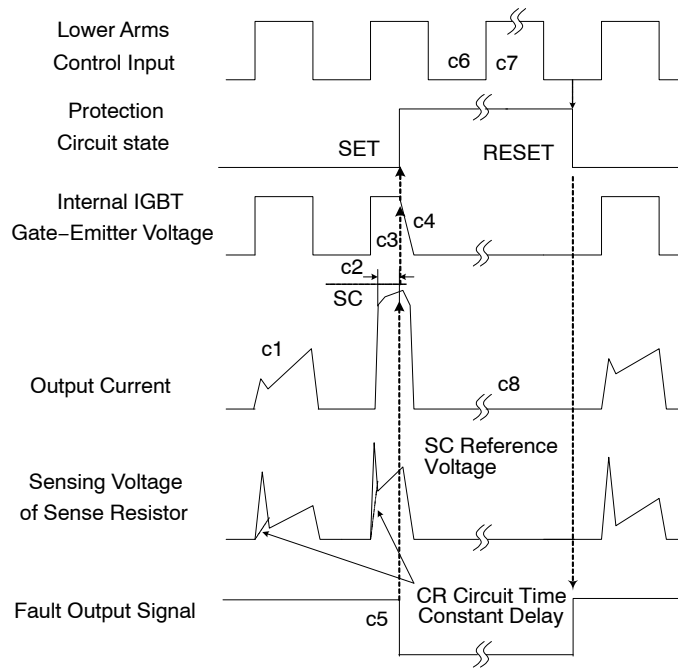 Lower Arms
Control Input
c6
c7
Protection
Circuit state
SET
RESET
Internal IGBT
Gate−Emitter Voltage
c4
c3
c2
SC
c1
Output Current
c8
SC Reference
Voltage
Sensing Voltage
of Sense Resistor
CR Circuit Time
Constant Delay
Fault Output Signal
c5